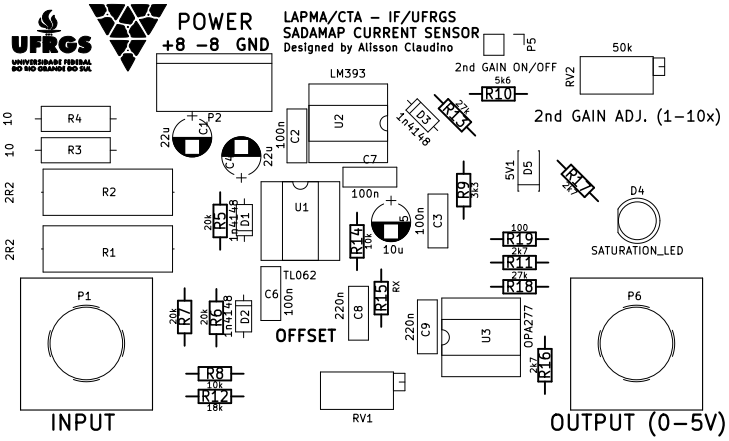 UFRGS
UNIVERSIDADE FEDERAL
DO RIO GRANDE DO SUL
POWER
+8 -8 GND
LAPMA/CTA - IF/UFRGS
SADAMAP CURRENT SENSOR
Designed by Alisson Claudino
P5
2nd GAIN ON/OFF
5k6
R10
50k
RV2
2nd GAIN ADJ. (1-10x)
LM393
U2
P2
C1
22u
C4
22u
100n
C2
D3
1n4148
27k
R13
10
R4
10
R3
2R2
R2
2R2
R1
C7
100n
U1
TL062
20k
R5
1n4148
D1
R14
10k
5
10u
100n
C3
R9
3k3
5V1
D5
R17
2k7
D4
SATURATION_LED
100
R19
2k7
R11
27k
R18
P1
INPUT
R7
20k
20k
R6
1n4148
D2
C6
100n
OFFSET
220n
C8
R15
RX
220n
C9
U3
OPA277
2k7
R16
P6
OUTPUT (0-5V)
R8
10k
R12
18k
RV1